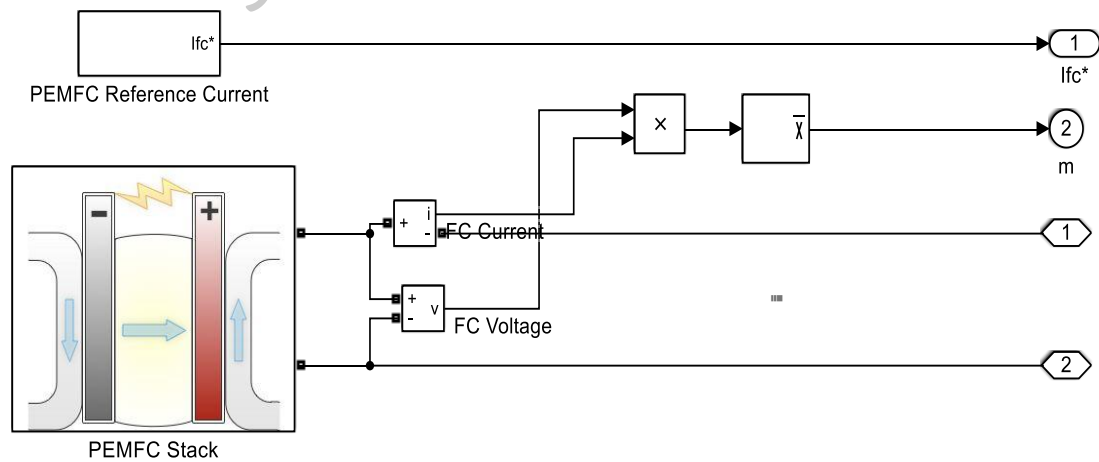 Ifc*
PEMFC Reference Current
1
Ifc*
×
x
2
m
- +
+ i
-
FC Current
1
+ v
-
FC Voltage
2
PEMFC Stack